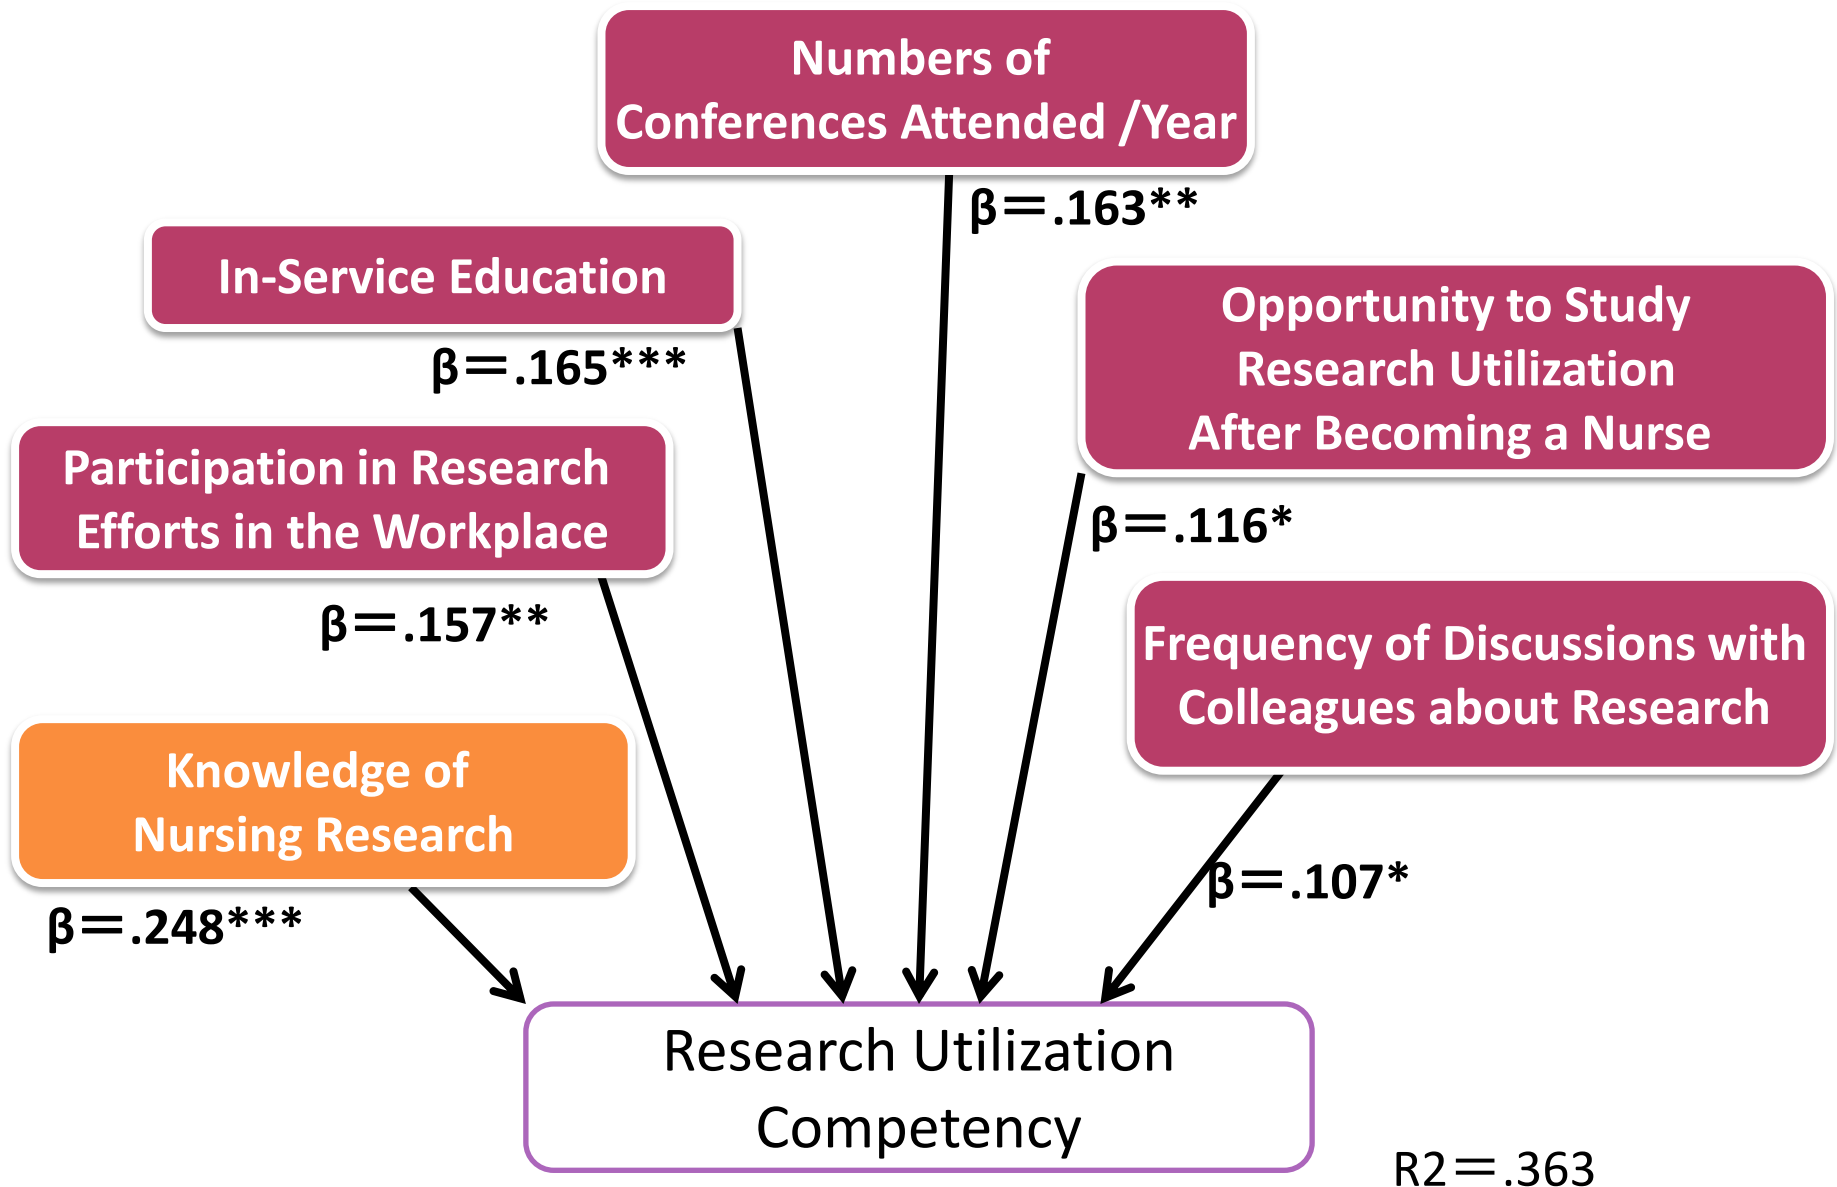 Numbers of
Conferences Attended /Year
β＝.163**
In-Service Education
β＝.165***
Opportunity to Study
Research Utilization
After Becoming a Nurse
β＝.116*
Participation in Research
Efforts in the Workplace
β＝.157**
Frequency of Discussions with
Colleagues about Research
β＝.107*
Knowledge of
Nursing Research
β＝.248***
Research Utilization
Competency
R2＝.363